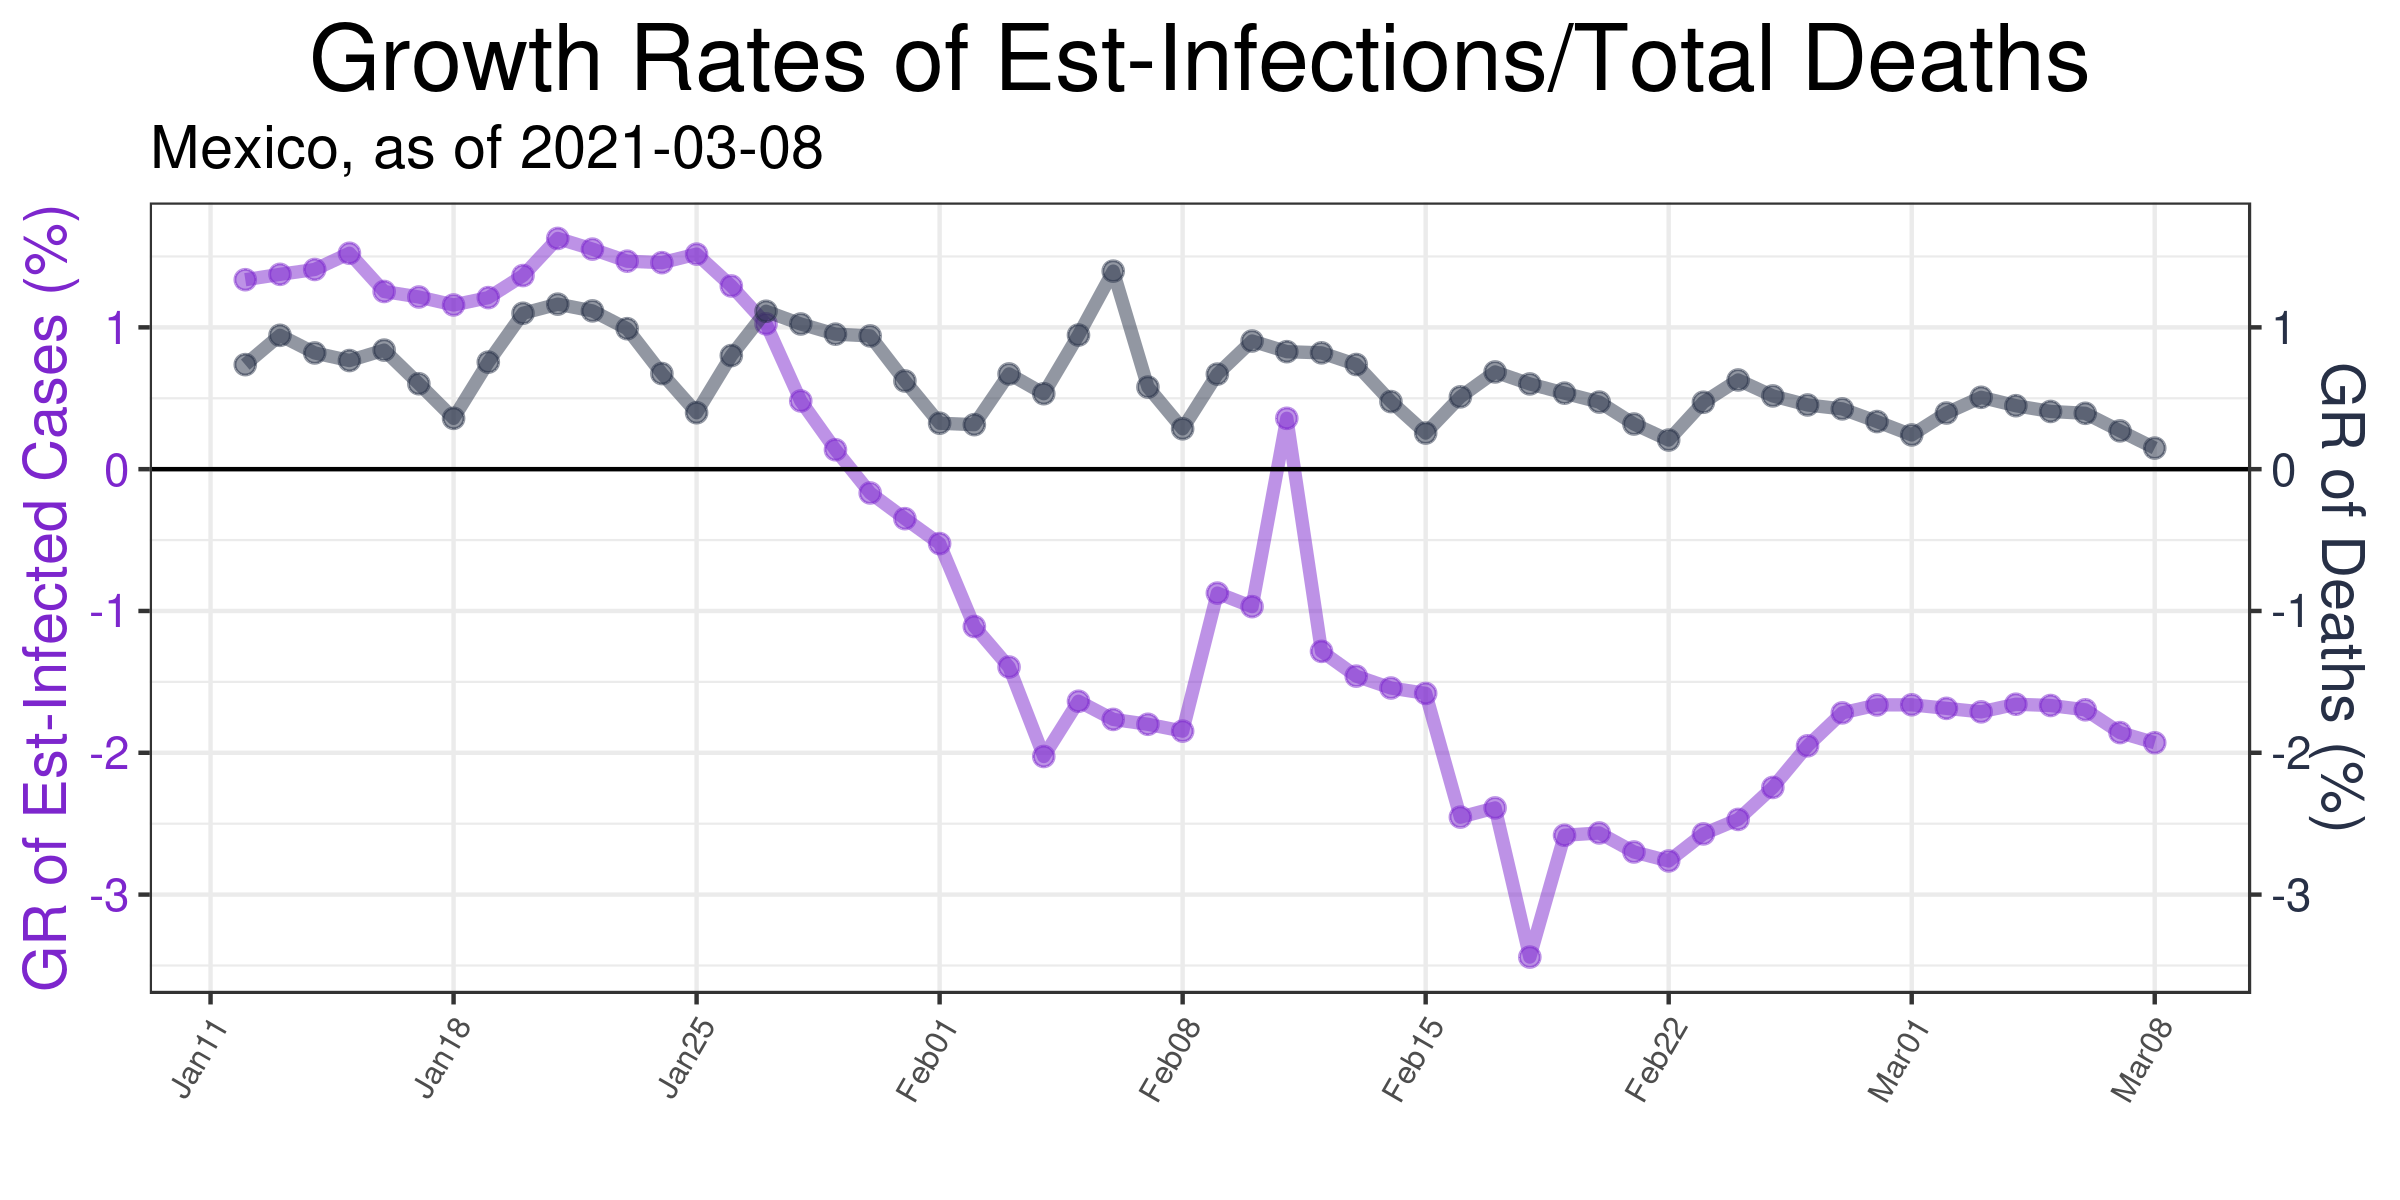 Growth Rates of Est-Infections/Total Deaths
Mexico, as of 2021-03-08
GR of Est-Infected Cases (%)
1
0
-1
-2
-3
1
0
-1
-2
-3
GR of Deaths (%)
Jan11
Jan18
Jan25
Feb01
Feb08
Feb15
Feb22
Mar01
Mar08